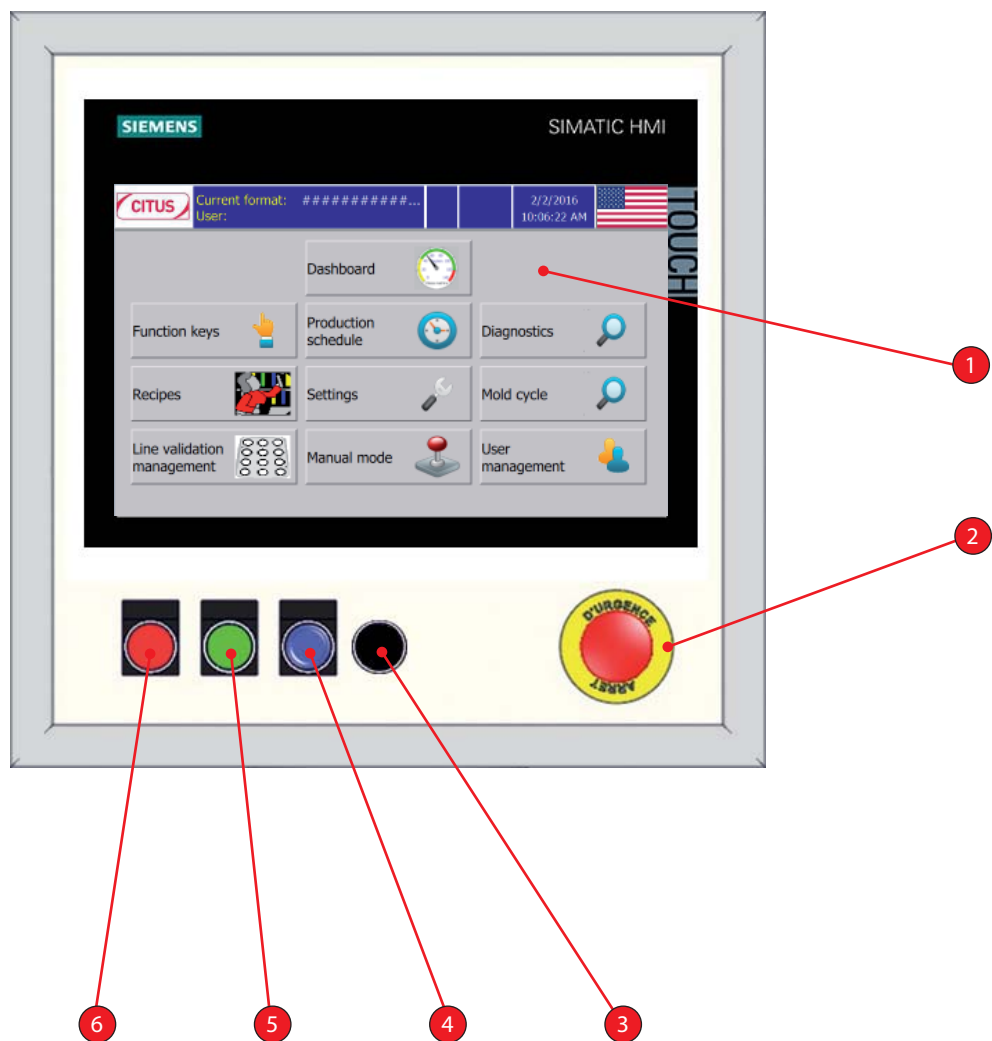 SIEMENS
SIMATIC HMI
TOUCH
CITUS
Current format: ###########...
User:
2/2/2016
10:06:22 AM
Dashboard
Function keys
Production
schedule
Diagnostics
Recipes
Settings
Mold cycle
Line validation
management
Manual mode
User
management
1
2
D'URGENCE
ARRET
6
5
4
3